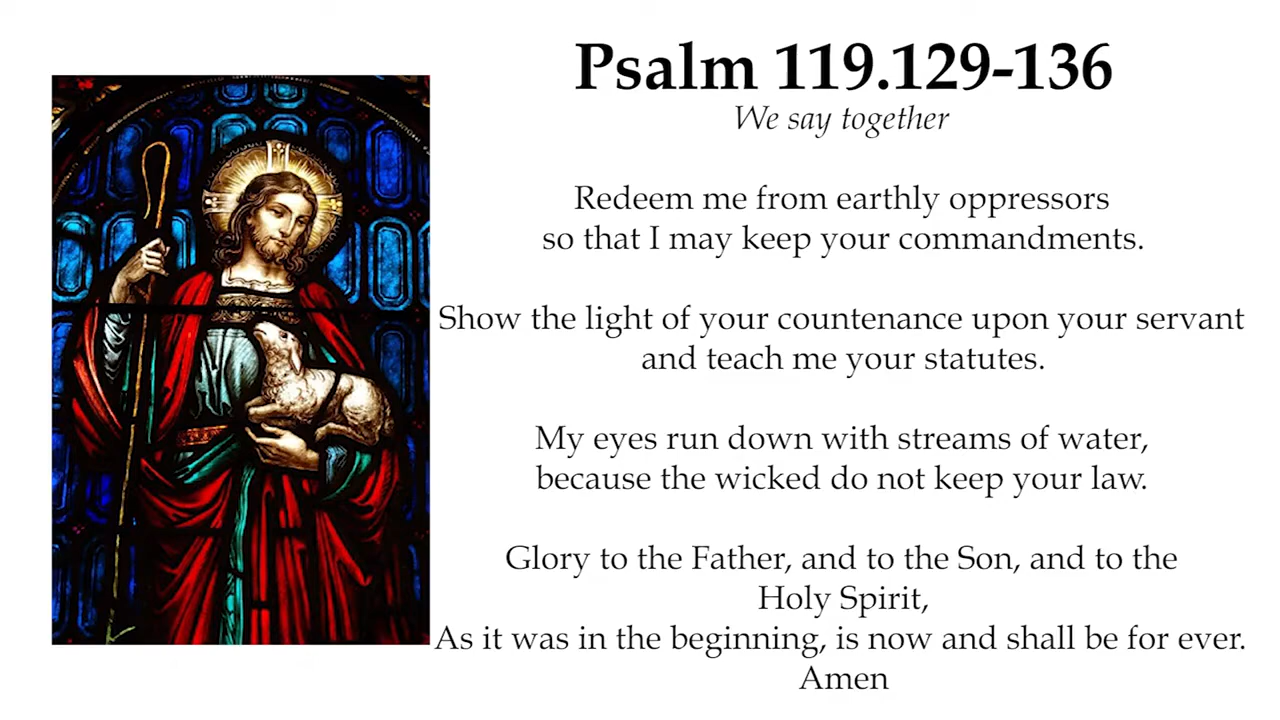 Psalm 119.129-136
We say together
Redeem me from earthly oppressors
so that I may keep your commandments.
Show the light of your countenance upon your servant
and teach me your statutes.
My eyes run down with streams of water,
because the wicked do not keep your law.
Glory to the Father, and to the Son, and to the
Holy Spirit,
As it was in the beginning, is now and shall be for ever.
Amen